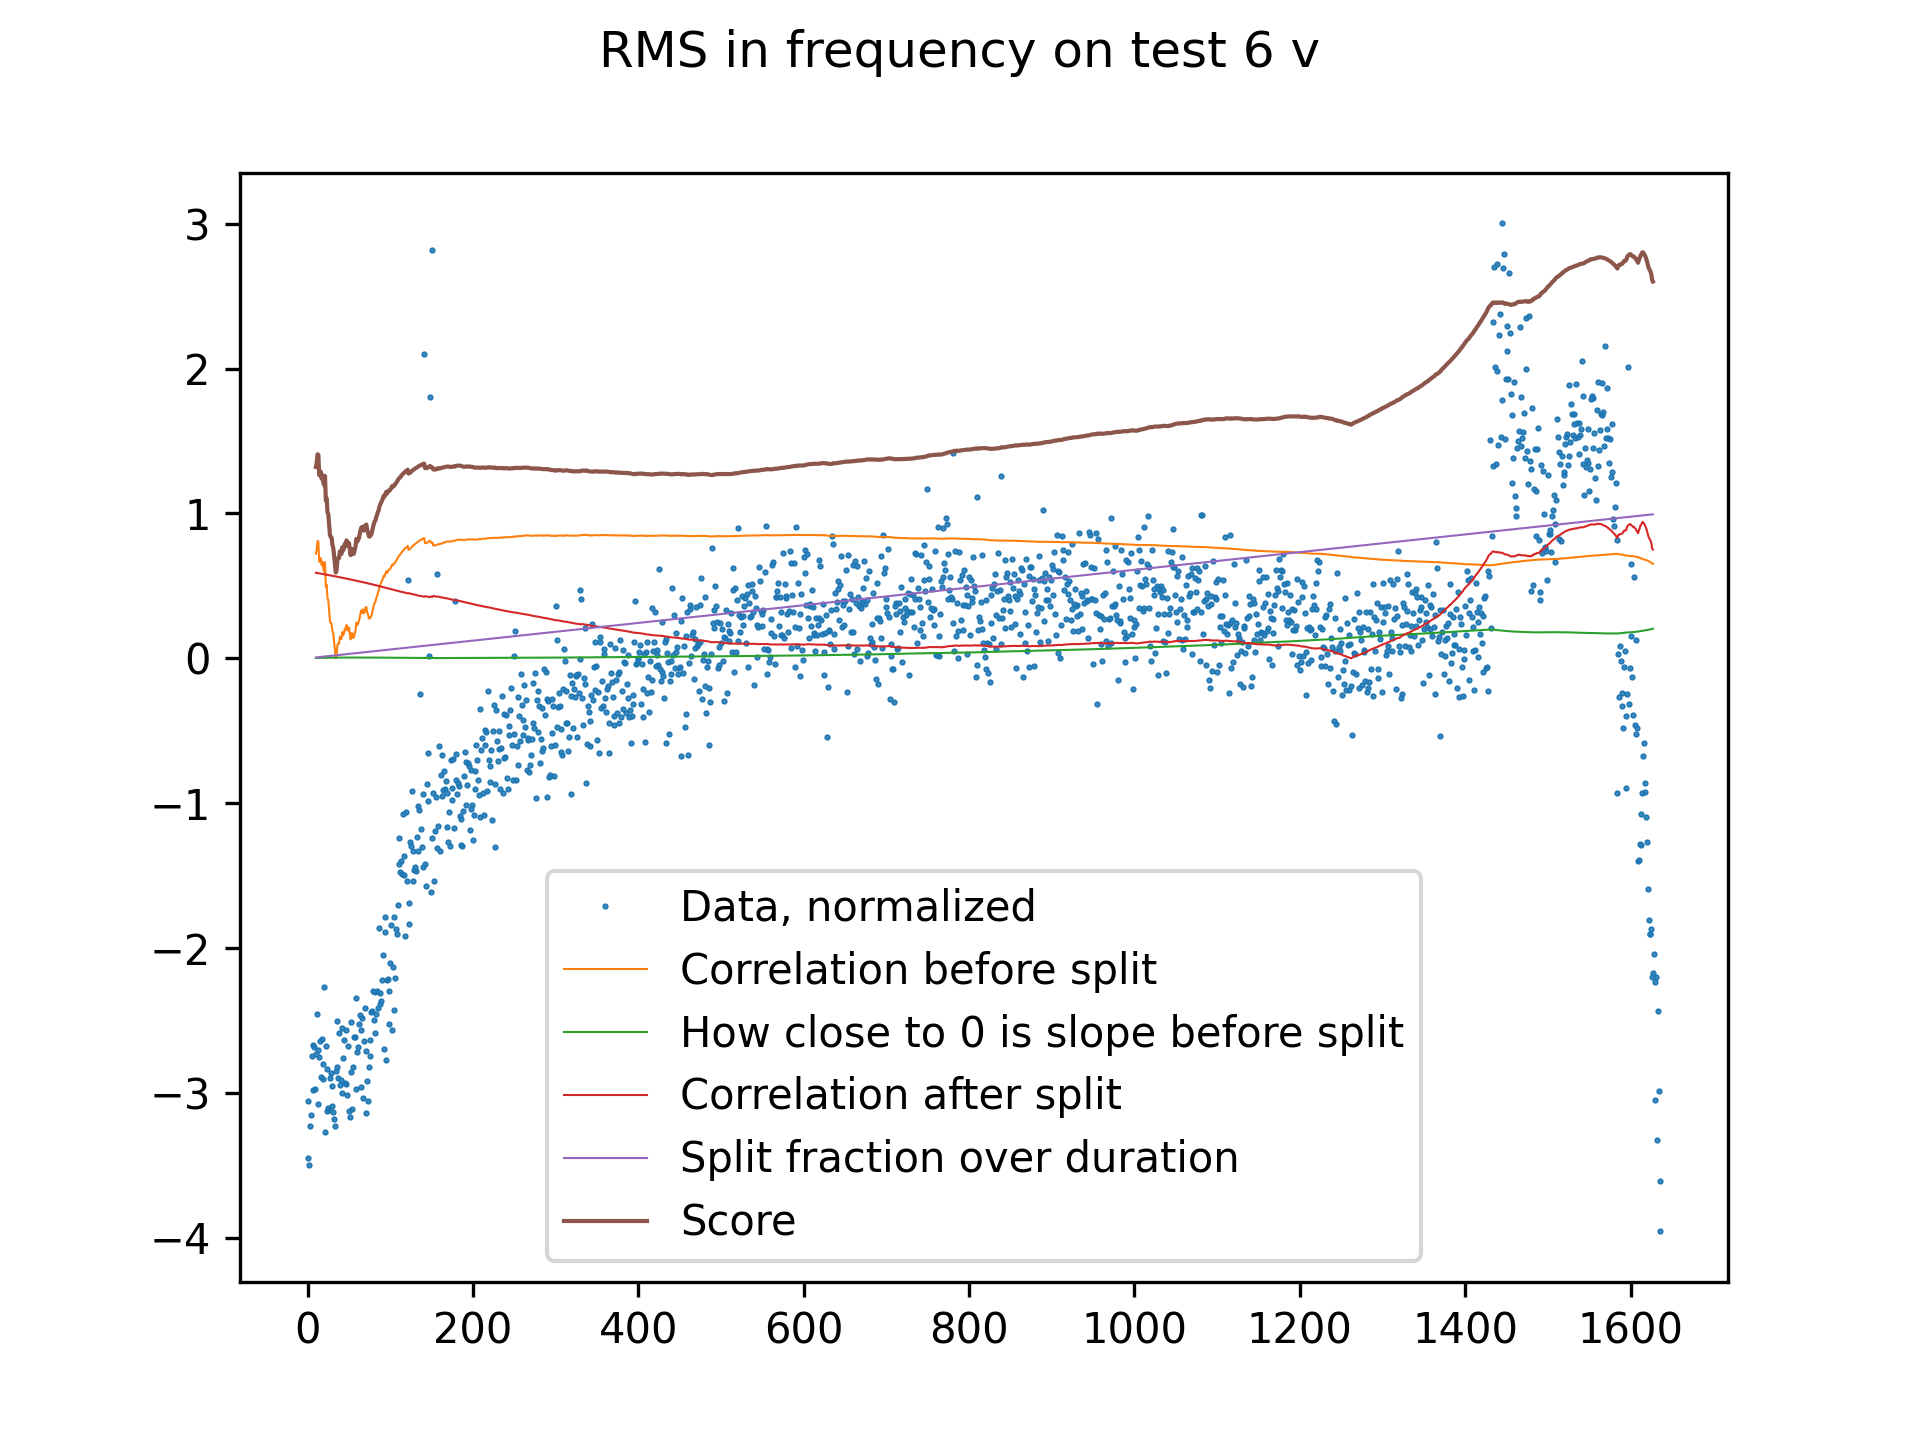 RMS in frequency on test 6 v
3
2
1
0
−1
−2
−3
−4
Data, normalized
Correlation before split
How close to 0 is slope before split
Correlation after split
Split fraction over duration
Score
0 200 400 600 800 1000 1200 1400 1600